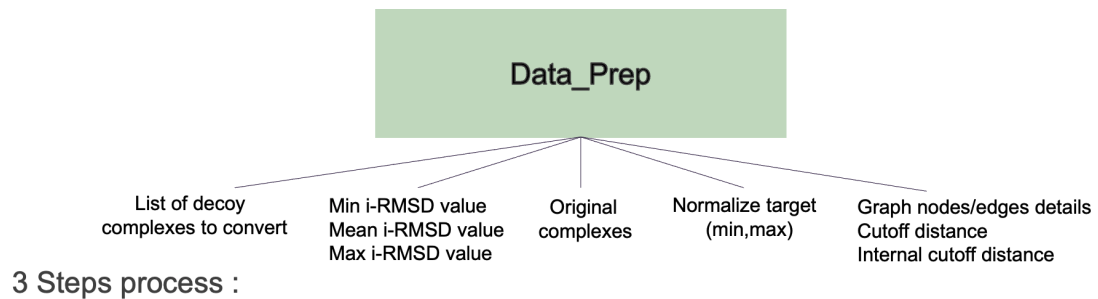 Data_Prep
List of decoy
complexes to convert
Min i-RMSD value
Mean i-RMSD value
Max i-RMSD value
Original
complexes
Normalize target
(min,max)
Graph nodes/edges details
Cutoff distance
Internal cutoff distance
3 Steps process :